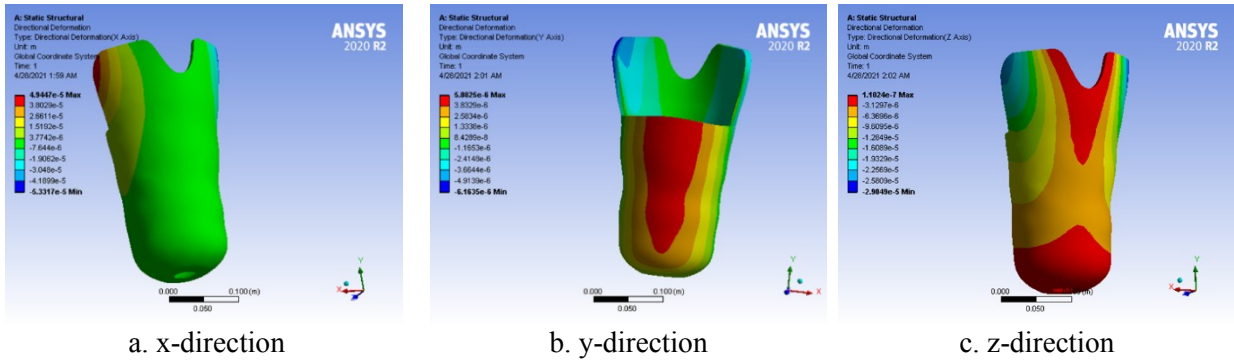 A: Static Structural
Directional Deformation
Type: Directional Deformation(X Axis)
Unit: m
Global Coordinate System
Time: 1
4/28/2021 1:59 AM
4.9447e-5 Max
3.8028e-5
2.6611e-5
1.5192e-5
3.7742e-6
-7.644e-6
-1.9062e-5
-3.048e-5
-4.1899e-5
-5.3317e-5 Min
ANSYS
2020 R2
0.000
0.100 (m)
0.050
Y
X
a. x-direction
A: Static Structural
Directional Deformation
Type: Directional Deformation(Y Axis)
Unit: m
Global Coordinate System
Time: 1
4/28/2021 2:01 AM
5.0825e-6 Max
3.8329e-6
2.5834e-6
1.3338e-6
8.4289e-8
-1.1653e-6
-2.4148e-6
-3.6644e-6
-4.9139e-6
-6.1635e-6 Min
ANSYS
2020 R2
0.000
0.100 (m)
0.050
Y
X
b. y-direction
A: Static Structural
Directional Deformation
Type: Directional Deformation(Z Axis)
Unit: m
Global Coordinate System
Time: 1
4/28/2021 2:02 AM
1.1024e-7 Max
-3.1297e-6
-6.3696e-6
-9.6095e-6
-1.2849e-5
-1.6089e-5
-1.9329e-5
-2.2569e-5
-2.5809e-5
-2.9049e-5 Min
ANSYS
2020 R2
0.000
0.100 (m)
0.050
Y
X
c. z-direction